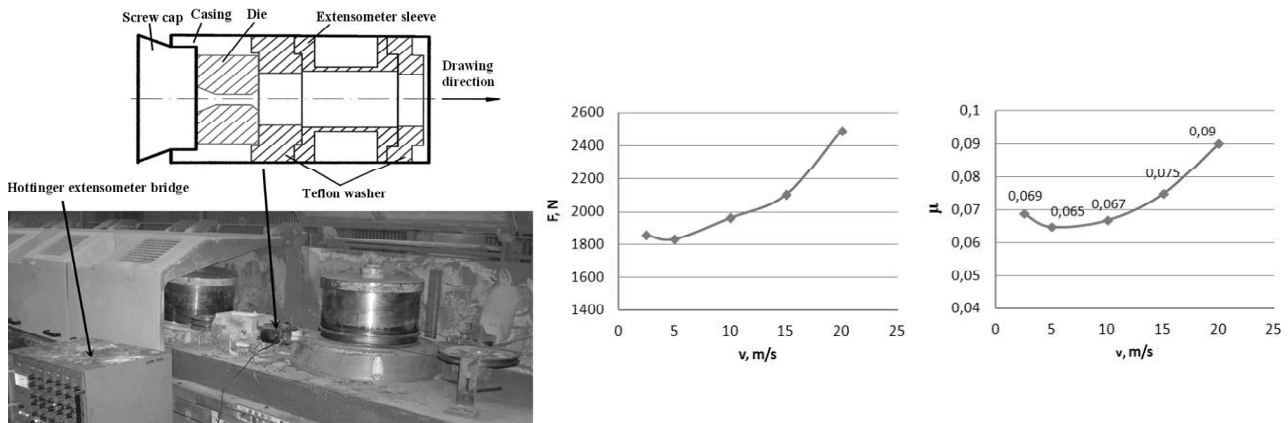 Screw cap
Casing
Die
Extensometer sleeve
Drawing
direction
Teflon washer
Hottinger extensometer bridge
F, N
2600
2400
2200
2000
1800
1600
1400
0
5
10
15
20
25
v, m/s
μ
0,1
0,09
0,08
0,07
0,06
0,05
0,04
0,069
0,065
0,067
0,075
0,09
0
5
10
15
20
25
v, m/s